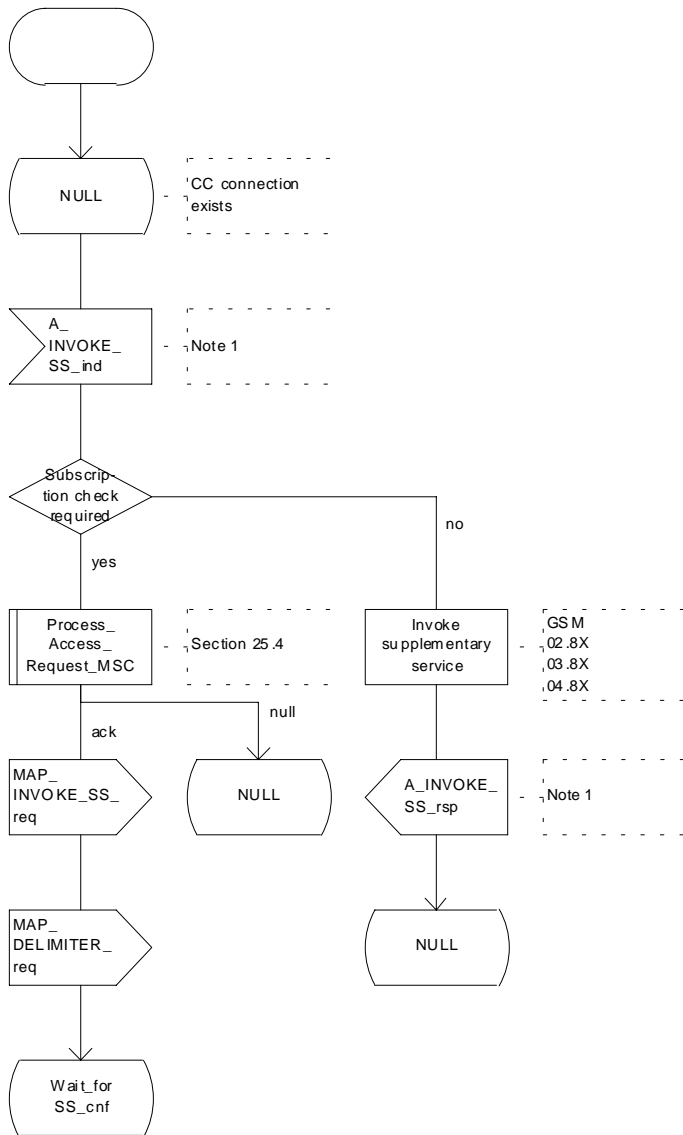 NULL
CC connection
exists
A_
INVOKE_
SS_ind
Note 1
Subscrip-
tion check
required
no
yes
Process_
Access_
Request_MSC
Section 25.4
Invoke
supplementary
service
GSM
02.8X
03.8X
04.8X
null
ack
MAP_
INVOKE_SS_
req
NULL
A_INVOKE_
SS_rsp
Note 1
MAP_
DELIMITER_
req
NULL
Wait_for
SS_cnf